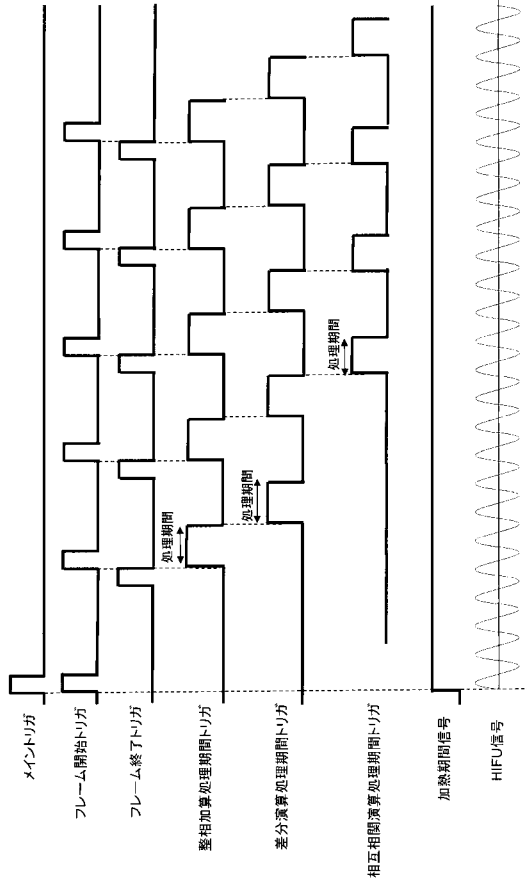 メイントリガ
フレーム開始トリガ
フレーム終了トリガ
処理期間
整相加算処理期間トリガ
処理期間
差分演算処理期間トリガ
処理期間
相互相関演算処理期間トリガ
加熱期間信号
HIFU信号